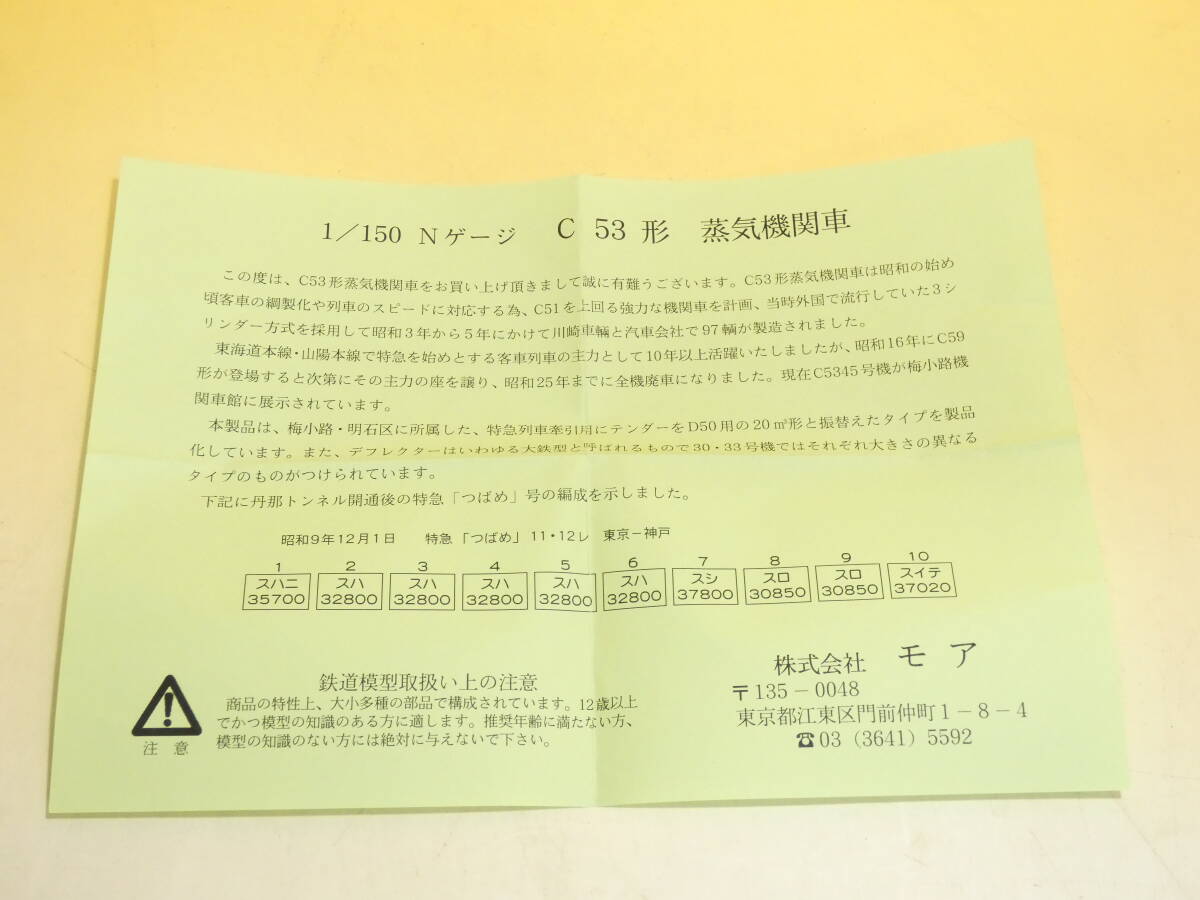 1／150 Nゲージ C 53 形 蒸気機関車
この度は、C53形蒸気機関車をお買い上げ頂きまして誠に有難うございます。C53形蒸気機関車は昭和の始め
頃客車の綱製化や列車のスピードに対応する為、C51を上回る強力な機関車を計画、当時外国で流行していた3シ
リンダー方式を採用して昭和3年から5年にかけて川崎車輛と汽車会社で97輌が製造されました。
東海道本線・山陽本線で特急を始めとする客車列車の主力として10年以上活躍いたしましたが、昭和16年にC59
形が登場すると次第にその主力の座を譲り、昭和25年までに全機廃車になりました。現在C5345号機が梅小路機
関車館に展示されています。
本製品は、梅小路・明石区に所属した、特急列車牽引用にテンダーをD50用の20㎥形と振替えたタイプを製品
化しています。また、デフレクターはいわゆる大鉄型と呼ばれるもので30・33号機ではそれぞれ大きさの異なる
タイプのものがつけられています。
下記に丹那トンネル開通後の特急「つばめ」号の編成を示しました。
昭和9年12月1日 特急「つばめ」11・12レ 東京－神戸
1 2 3 4 5 6 7 8 9 10
スハニ スハ スハ スハ スハ スハ スシ スロ スロ スイテ
35700 32800 32800 32800 32800 32800 37800 30850 30850 37020
鉄道模型取扱い上の注意
商品の特性上、大小多種の部品で構成されています。12歳以上
でかつ模型の知識のある方に適します。推奨年齢に満たない方、
模型の知識のない方には絶対に与えないで下さい。
注 意
株式会社 モ ア
〒135－0048
東京都江東区門前仲町1－8－4
☎03（3641）5592